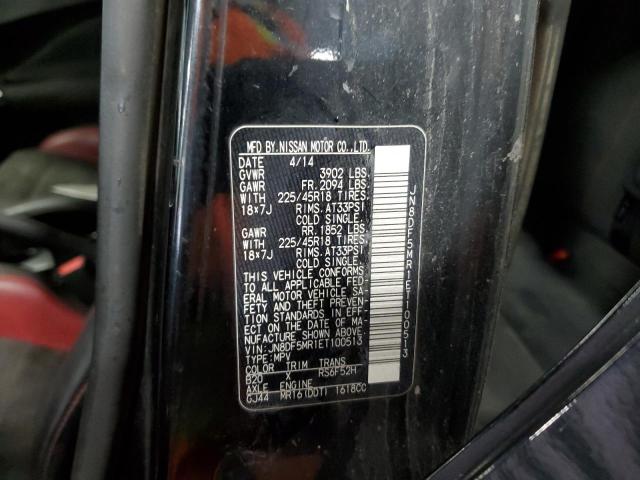 MFD BY.NISSAN MOTOR CO.,LTD.
DATE 4/14
GVWR 3902 LBS.
GAWR FR. 2094 LBS.
WITH 225/45R18 TIRES.
18×7J RIMS.AT33PSI
COLD SINGLE.
GAWR RR. 1852 LBS.
WITH 225/45R18 TIRES.
18×7J RIMS.AT33PSI
COLD SINGLE.
THIS VEHICLE CONFORMS
TO ALL APPLICABLE FED-
ERAL MOTOR VEHICLE SA-
FETY AND THEFT PREVEN-
TION STANDARDS IN EFF-
ECT ON THE DATE OF MA-
NUFACTURE SHOWN ABOVE.
VIN:JN8DF5MR1ET100513
TYPE:MPV
COLOR TRIM TRANS
B20 X RS6F52H
AXLE ENGINE
GJ44 MR16(DDT) 1618CC
JN8DF5MR1ET100513